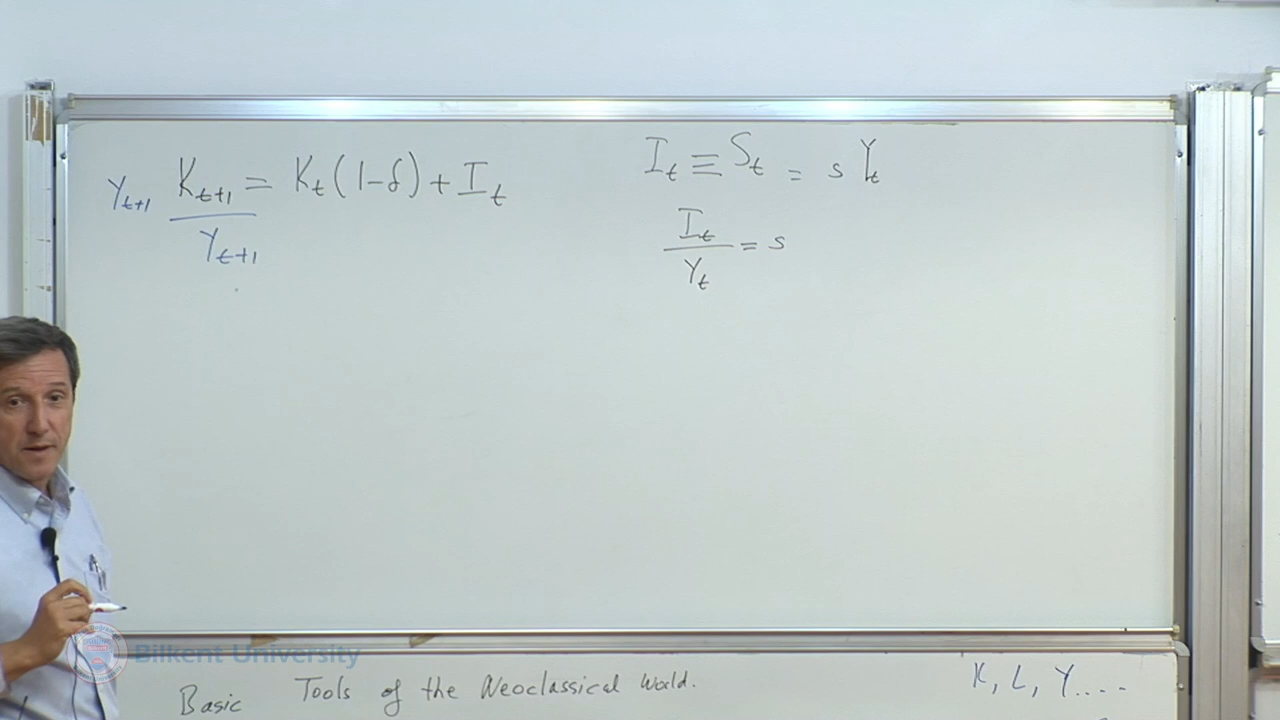 Y_{t+1} K_{t+1}/Y_{t+1} = K_t(1-δ)+I_t
I_t ≡ S_t = s Y_t
I_t/Y_t = s
Bilkent University
Basic Tools of the Neoclassical World.
K, L, Y....